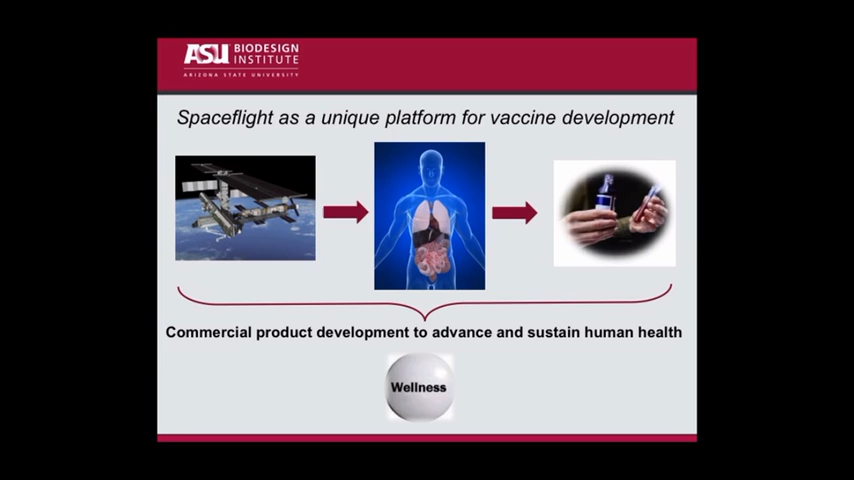 ASU BIODESIGN
INSTITUTE
ARIZONA STATE UNIVERSITY
Spaceflight as a unique platform for vaccine development
Commercial product development to advance and sustain human health
Wellness